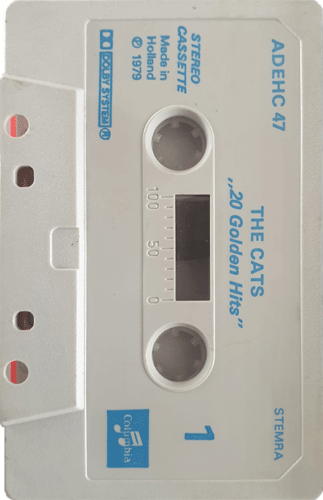 ADEHC 47
STEMRA
THE CATS
„20 Golden Hits”
STEREO
CASSETTE
Made in
Holland
℗ 1979
DOLBY SYSTEM
100 50 0
1
Columbia